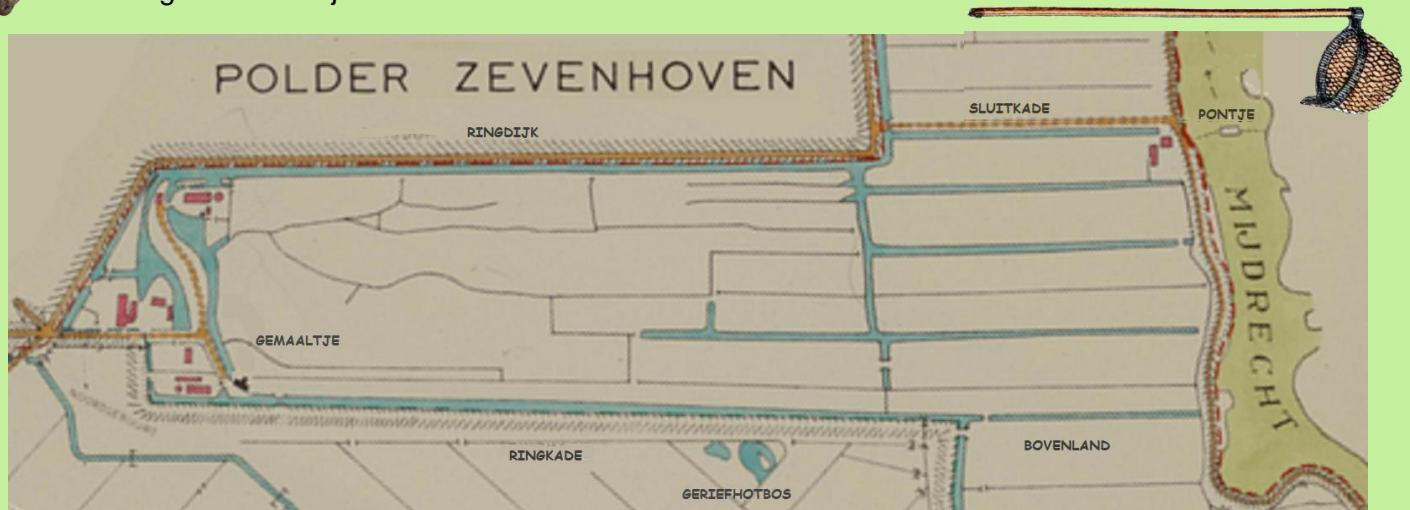 POLDER ZEVENHOVEN
SLUITKADE
PONTJE
RINGDIJK
MIJDRECHT
GEMAALTJE
BOVENLAND
RINGKADE
GERIEFHOTBOS